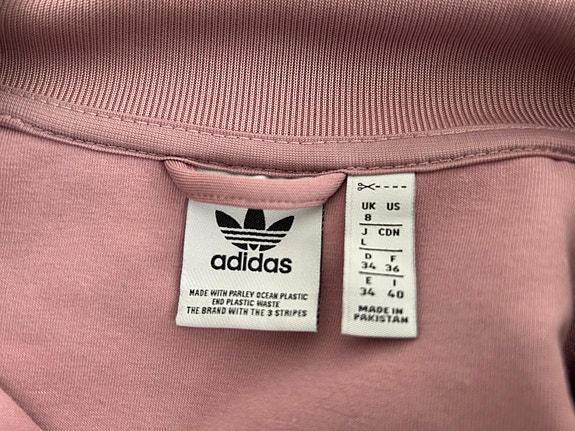 adidas
MADE WITH PARLEY OCEAN PLASTIC
END PLASTIC WASTE
THE BRAND WITH THE 3 STRIPES
UK US
8
J CDN
L
D F
34 36
E I
34 40
MADE IN
PAKISTAN